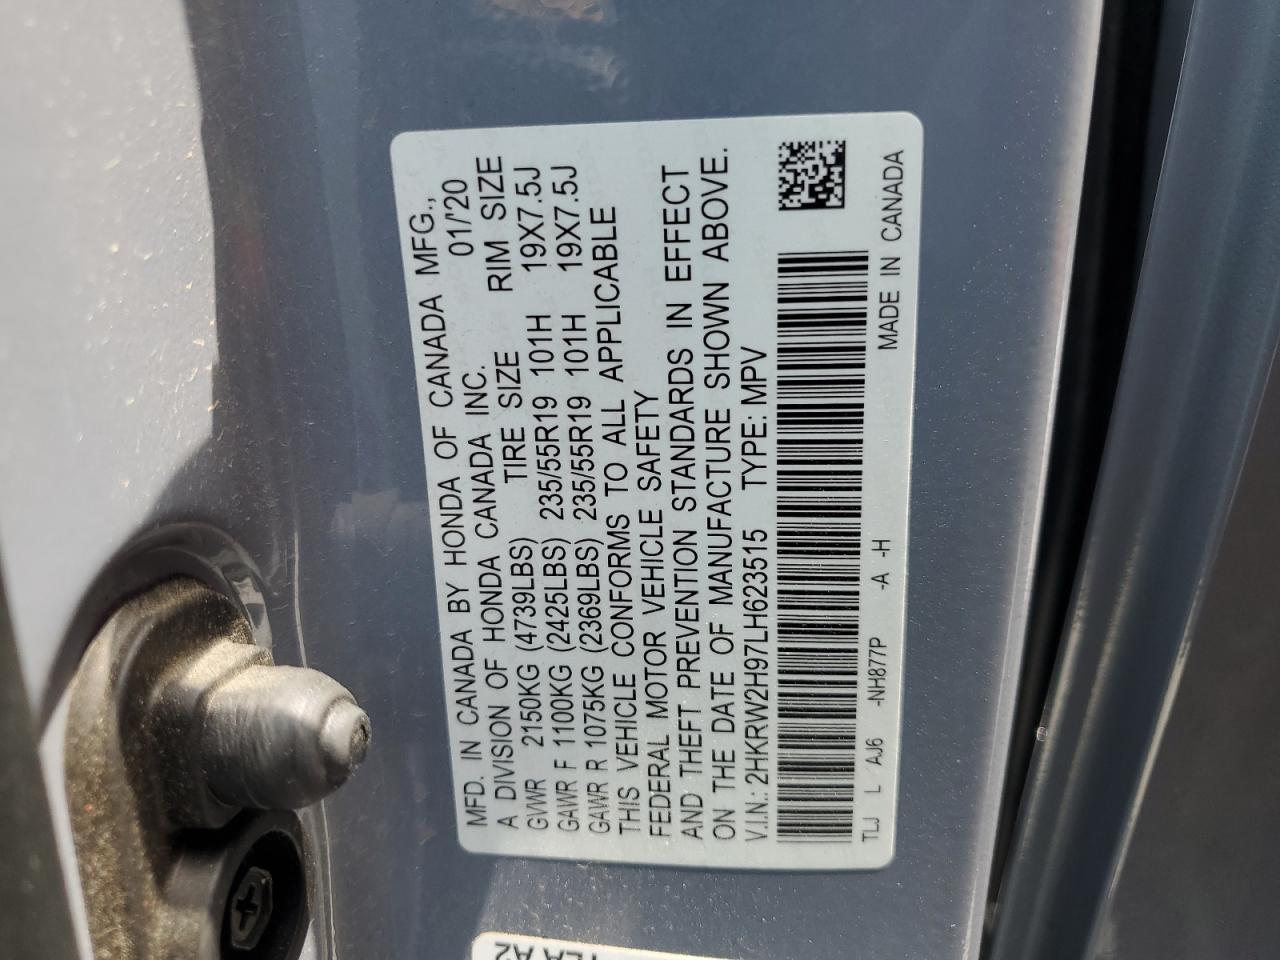 MFD. IN CANADA BY HONDA OF CANADA MFG.,
A DIVISION OF HONDA CANADA INC. 01/'20
TIRE SIZE RIM SIZE
GVWR 2150KG (4739LBS)
GAWR F 1100KG (2425LBS) 235/55R19 101H 19X7.5J
GAWR R 1075KG (2369LBS) 235/55R19 101H 19X7.5J
THIS VEHICLE CONFORMS TO ALL APPLICABLE
FEDERAL MOTOR VEHICLE SAFETY
AND THEFT PREVENTION STANDARDS IN EFFECT
ON THE DATE OF MANUFACTURE SHOWN ABOVE.
V.I.N.: 2HKRW2H97LH623515 TYPE: MPV
TLJ L AJ6 -NH877P -A -H MADE IN CANADA